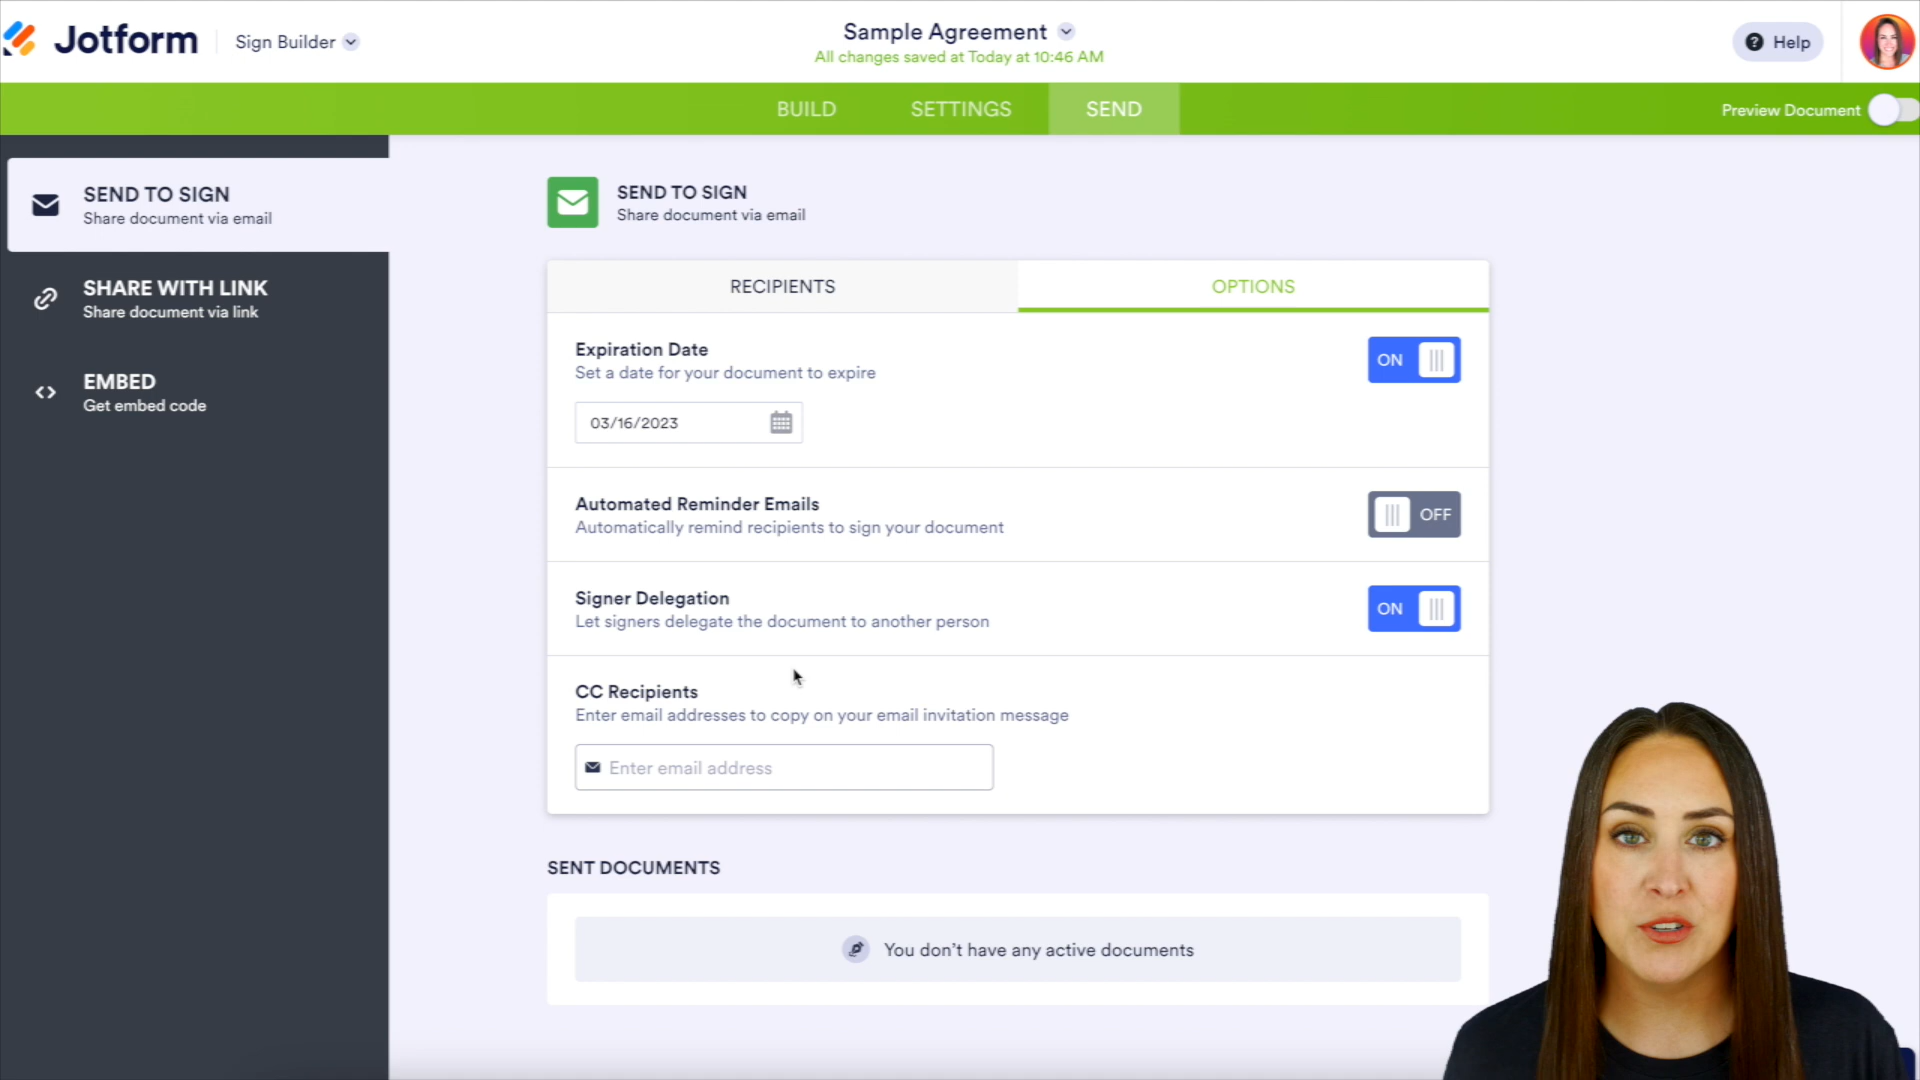 Jotform
Sign Builder
Sample Agreement
All changes saved at Today at 10:46 AM
Help
BUILD
SETTINGS
SEND
Preview Document
SEND TO SIGN
Share document via email
SHARE WITH LINK
Share document via link
EMBED
Get embed code
SEND TO SIGN
Share document via email
RECIPIENTS
OPTIONS
Expiration Date
Set a date for your document to expire
ON
03/16/2023
Automated Reminder Emails
Automatically remind recipients to sign your document
OFF
Signer Delegation
Let signers delegate the document to another person
ON
CC Recipients
Enter email addresses to copy on your email invitation message
Enter email address
SENT DOCUMENTS
You don't have any active documents